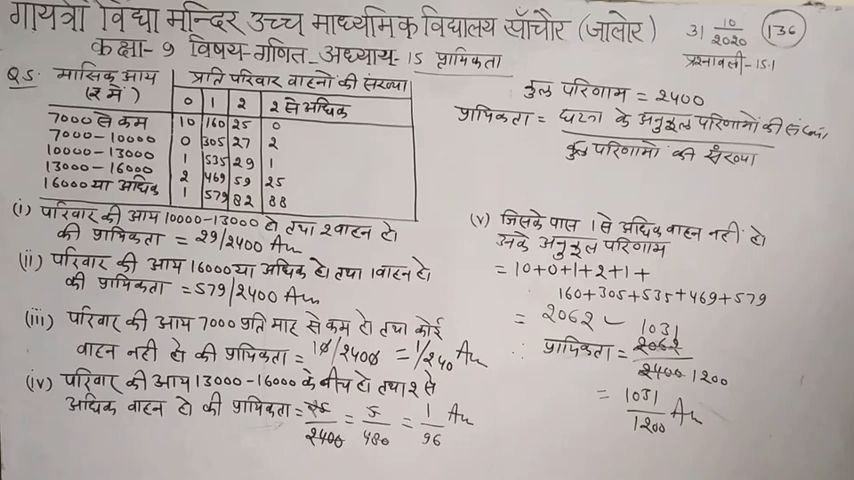 गायत्री विद्या मन्दिर उच्च माध्यमिक विद्यालय साँचौर (जालोर)
31 10/2020
136
कक्षा- 9 विषय-गणित-अध्याय-15 प्रायिकता
प्रश्नावली-15.1
Q5. मासिक आय (₹ में) प्रति परिवार वाहनों की संख्या
0 1 2 2 से अधिक
7000 से कम 10 160 25 0
7000-10000 0 305 27 2
10000-13000 1 535 29 1
13000-16000 2 469 59 25
16000 या अधिक 1 579 82 88
कुल परिणाम = 2400
प्रायिकता = घटना के अनुकूल परिणामों की संख्या
कुल परिणामों की संख्या
(i) परिवार की आय 10000-13000 हो तथा 2 वाहन हो
की प्रायिकता = 29/2400 Ans
(ii) परिवार की आय 16000 या अधिक हो तथा 1 वाहन हो
की प्रायिकता = 579/2400 Ans
(iii) परिवार की आय 7000 प्रति माह से कम हो तथा कोई
वाहन नहीं हो की प्रायिकता = 10/2400 = 1/240 Ans
(iv) परिवार की आय 13000-16000 के बीच हो तथा 2 से
अधिक वाहन हो की प्रायिकता = 25/2400 = 5/480 = 1/96 Ans
(v) जिसके पास 1 से अधिक वाहन नहीं हो
उसके अनुकूल परिणाम
= 10+0+1+2+1+
160+305+535+469+579
= 2062
∴ प्रायिकता = 2062/2400 1031 1200
= 1031/1200 Ans